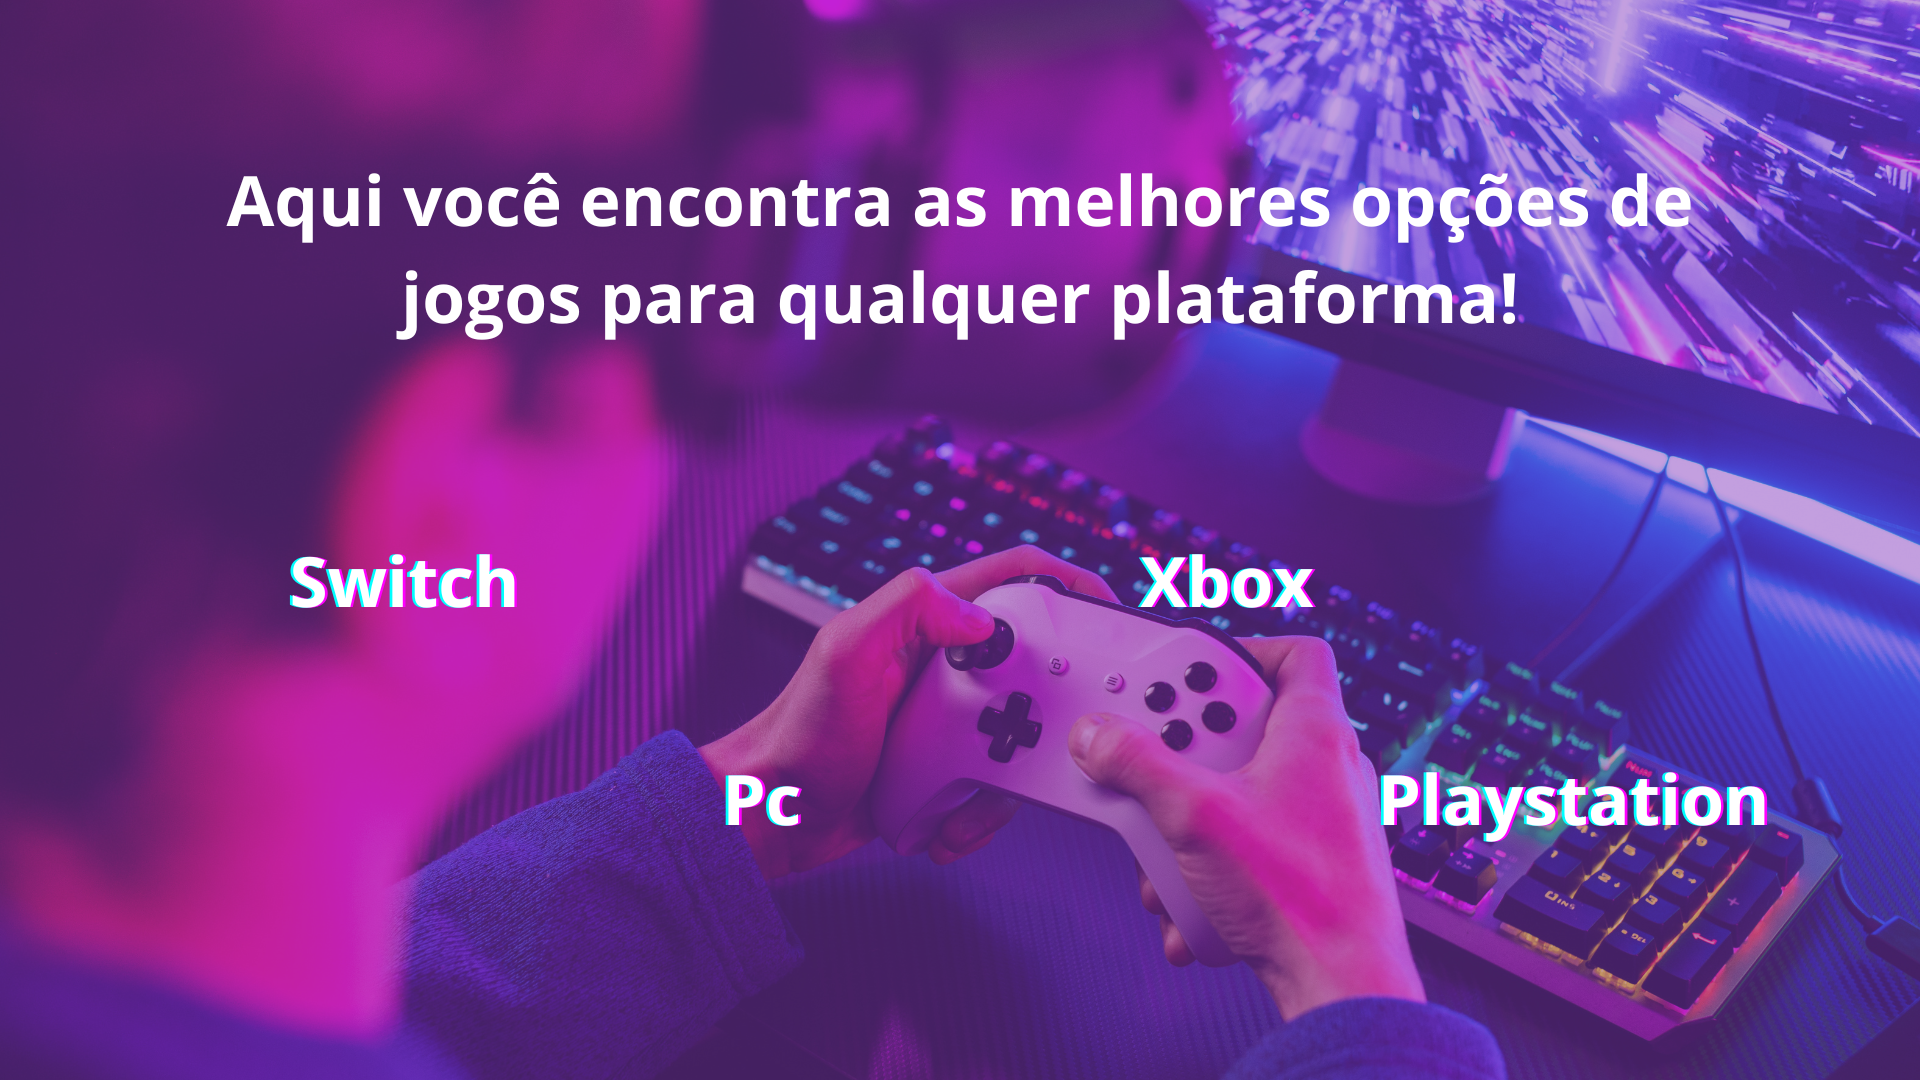 Aqui você encontra as melhores opções de
jogos para qualquer plataforma!
Switch
Xbox
Pc
Playstation